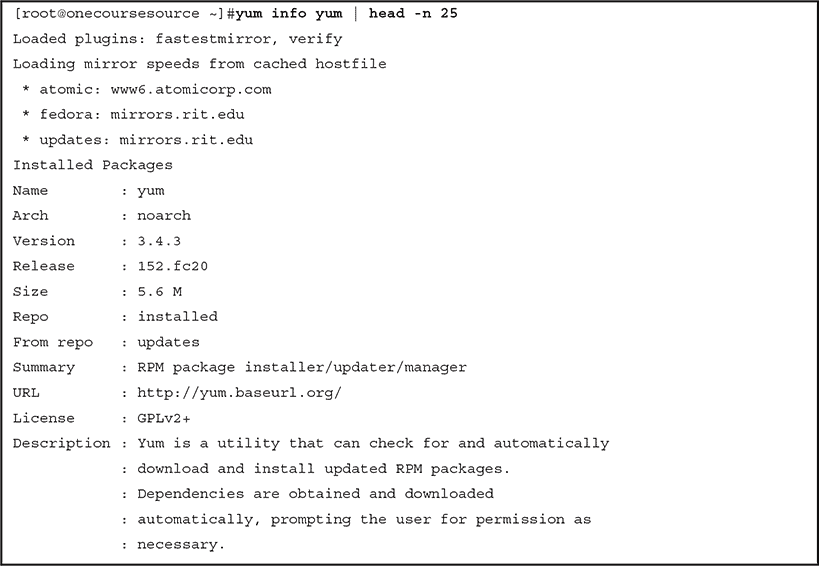 [root@onecoursesource ~]#yum info yum | head -n 25
Loaded plugins: fastestmirror, verify
Loading mirror speeds from cached hostfile
 * atomic: www6.atomicorp.com
 * fedora: mirrors.rit.edu
 * updates: mirrors.rit.edu
Installed Packages
Name        : yum
Arch        : noarch
Version     : 3.4.3
Release     : 152.fc20
Size        : 5.6 M
Repo        : installed
From repo   : updates
Summary     : RPM package installer/updater/manager
URL         : http://yum.baseurl.org/
License     : GPLv2+
Description : Yum is a utility that can check for and automatically
            : download and install updated RPM packages.
            : Dependencies are obtained and downloaded
            : automatically, prompting the user for permission as
            : necessary.